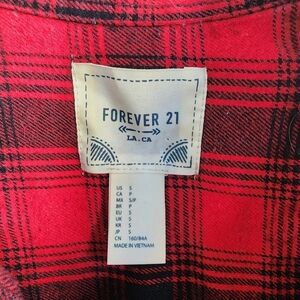 FOREVER 21
LA.CA
US S
CA P
MX S/P
BR P
EU S
UK S
KR S
JP S
CN 160/84A
MADE IN VIETNAM